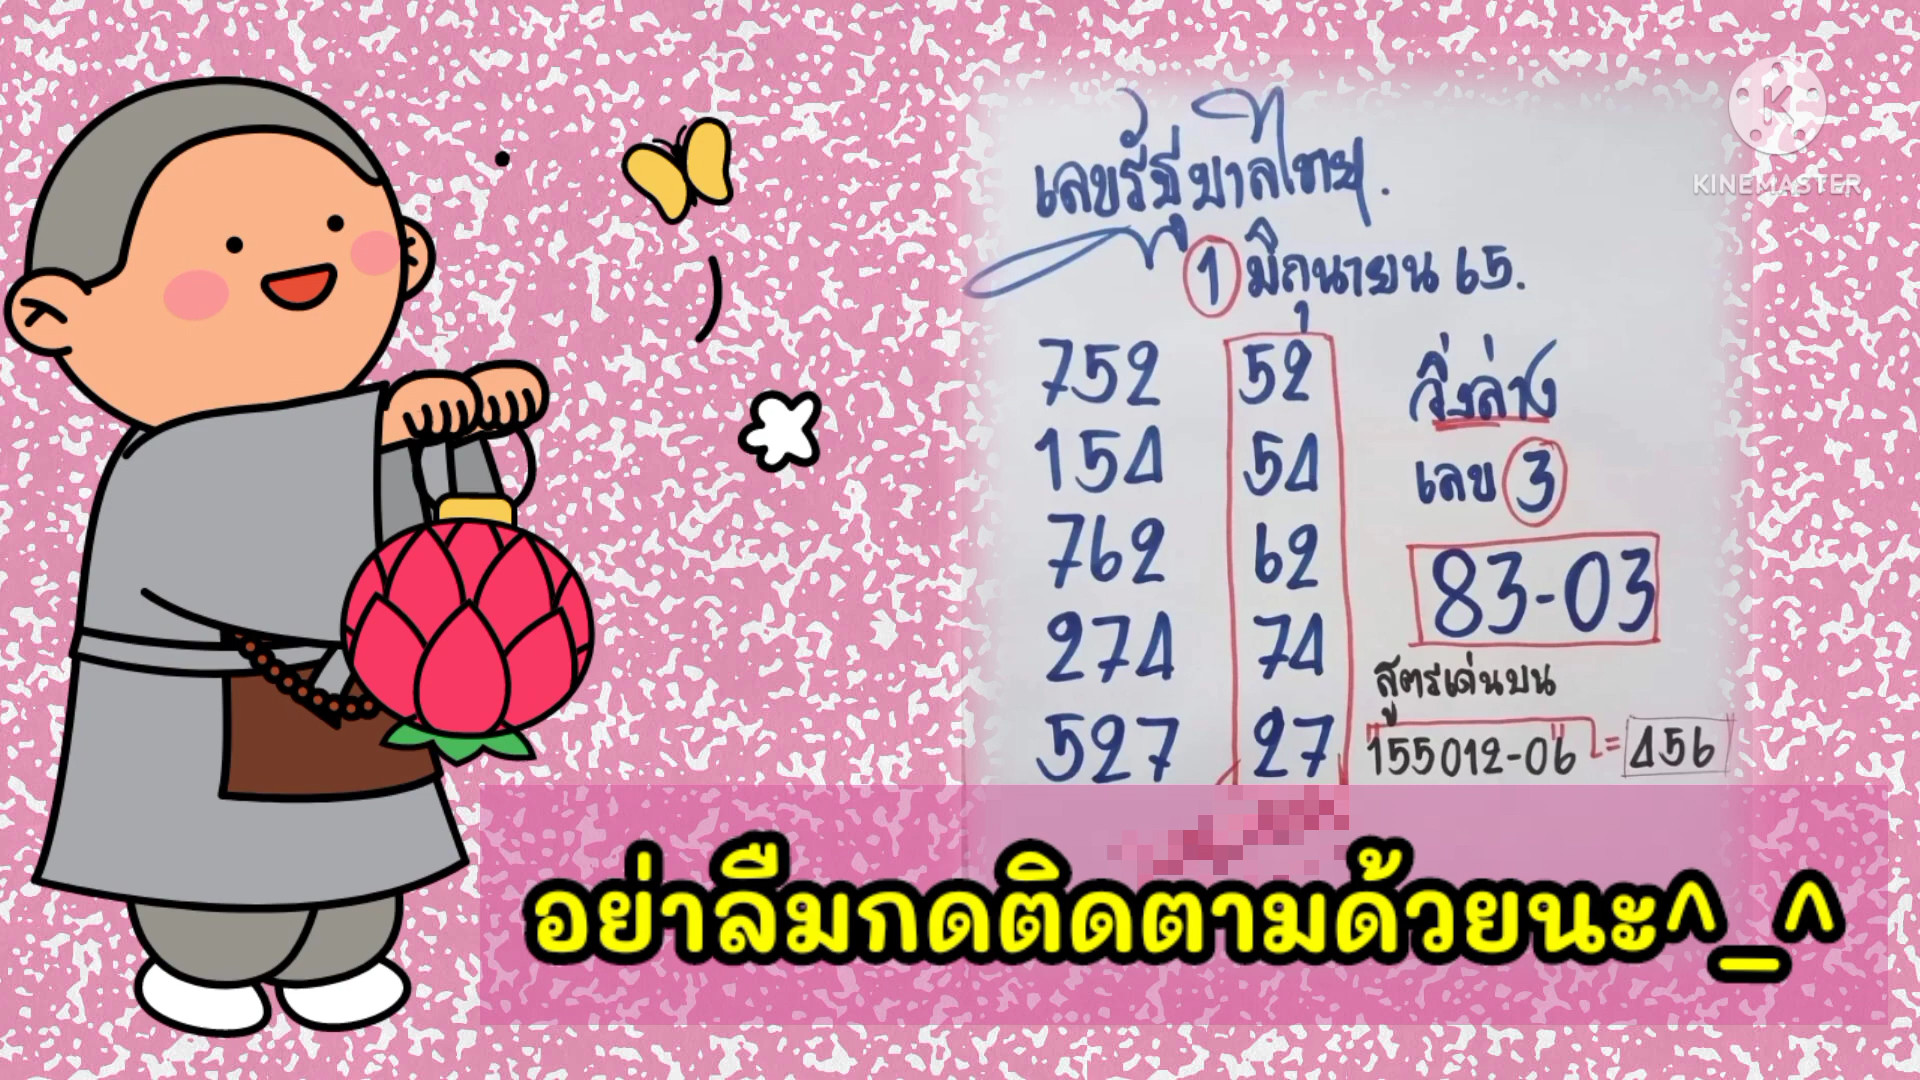 KINEMASTER
เลขรัฐบาลไทย.
1 มิถุนายน 65.
752 52 วิ่งล่าง
154 54 เลข 3
762 62 83-03
274 74 สูตรเด่นบน
527 27 155012-06 = 456
อย่าลืมกดติดตามด้วยนะ^_^